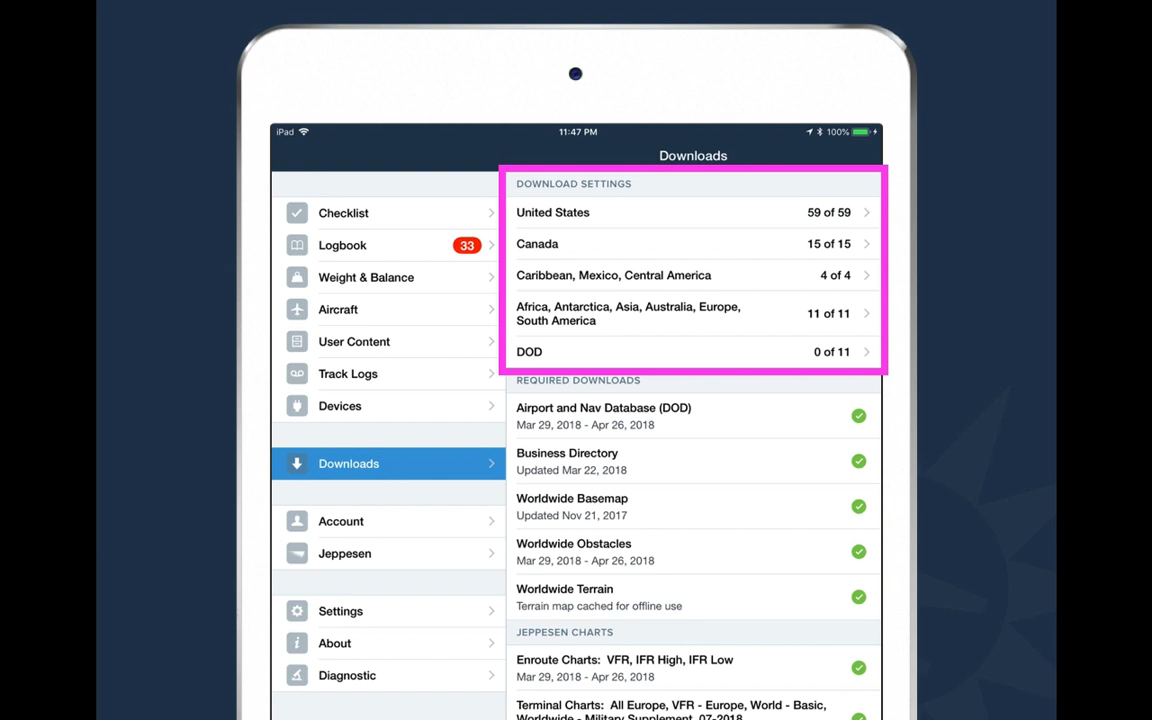 iPad
11:47 PM
100%
Downloads
Checklist
Logbook
33
Weight & Balance
Aircraft
User Content
Track Logs
Devices
Downloads
Account
Jeppesen
Settings
About
Diagnostic
DOWNLOAD SETTINGS
United States
59 of 59
Canada
15 of 15
Caribbean, Mexico, Central America
4 of 4
Africa, Antarctica, Asia, Australia, Europe,
South America
11 of 11
DOD
0 of 11
REQUIRED DOWNLOADS
Airport and Nav Database (DOD)
Mar 29, 2018 - Apr 26, 2018
Business Directory
Updated Mar 22, 2018
Worldwide Basemap
Updated Nov 21, 2017
Worldwide Obstacles
Mar 29, 2018 - Apr 26, 2018
Worldwide Terrain
Terrain map cached for offline use
JEPPESEN CHARTS
Enroute Charts: VFR, IFR High, IFR Low
Mar 29, 2018 - Apr 26, 2018
Terminal Charts: All Europe, VFR - Europe, World - Basic,
Worldwide - Military Supplement, 07-2018